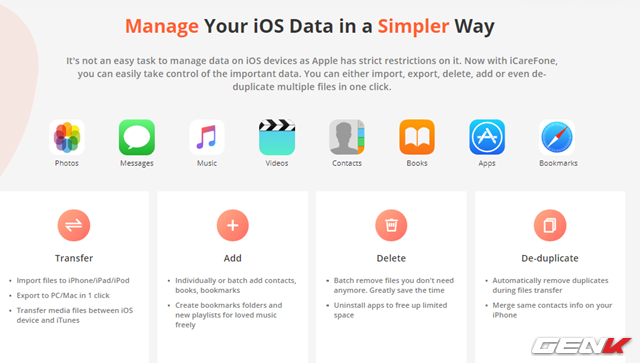 Manage Your iOS Data in a Simpler Way
It's not an easy task to manage data on iOS devices as Apple has strict restrictions on it. Now with iCareFone,
you can easily take control of the important data. You can either import, export, delete, add or even de-
duplicate multiple files in one click.
Photos
Messages
Music
Videos
Contacts
Books
Apps
Bookmarks
Transfer
• Import files to iPhone/iPad/iPod
• Export to PC/Mac in 1 click
• Transfer media files between iOS
device and iTunes
Add
• Individually or batch add contacts,
books, bookmarks
• Create bookmarks folders and
new playlists for loved music
freely
Delete
• Batch remove files you don't need
anymore. Greatly save the time
• Uninstall apps to free up limited
space
De-duplicate
• Automatically remove duplicates
during files transfer
• Merge same contacts info on your
iPhone
GENK